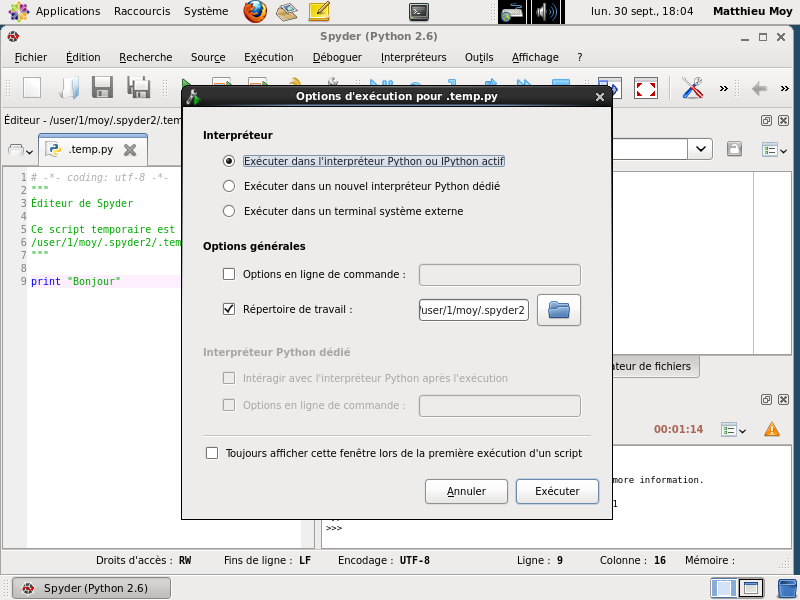 Applications Raccourcis Système lun. 30 sept., 18:04 Matthieu Moy
Spyder (Python 2.6)
Fichier Édition Recherche Source Exécution Déboguer Interpréteurs Outils Affichage ?
Options d'exécution pour .temp.py
Éditeur - /user/1/moy/.spyder2/.tem
.temp.py
1 # -*- coding: utf-8 -*-
2 """
3 Éditeur de Spyder
4
5 Ce script temporaire est
6 /user/1/moy/.spyder2/.tem
7 """
8
9 print "Bonjour"
Interpréteur
Exécuter dans l'interpréteur Python ou IPython actif
Exécuter dans un nouvel interpréteur Python dédié
Exécuter dans un terminal système externe
Options générales
Options en ligne de commande :
Répertoire de travail : /user/1/moy/.spyder2
Interpréteur Python dédié
Intéragir avec l'interpréteur Python après l'exécution
Options en ligne de commande :
Toujours afficher cette fenêtre lors de la première exécution d'un script
Annuler Exécuter
ateur de fichiers
00:01:14
more information.
1
>>>
Droits d'accès : RW Fins de ligne : LF Encodage : UTF-8 Ligne : 9 Colonne : 16 Mémoire :
Spyder (Python 2.6)